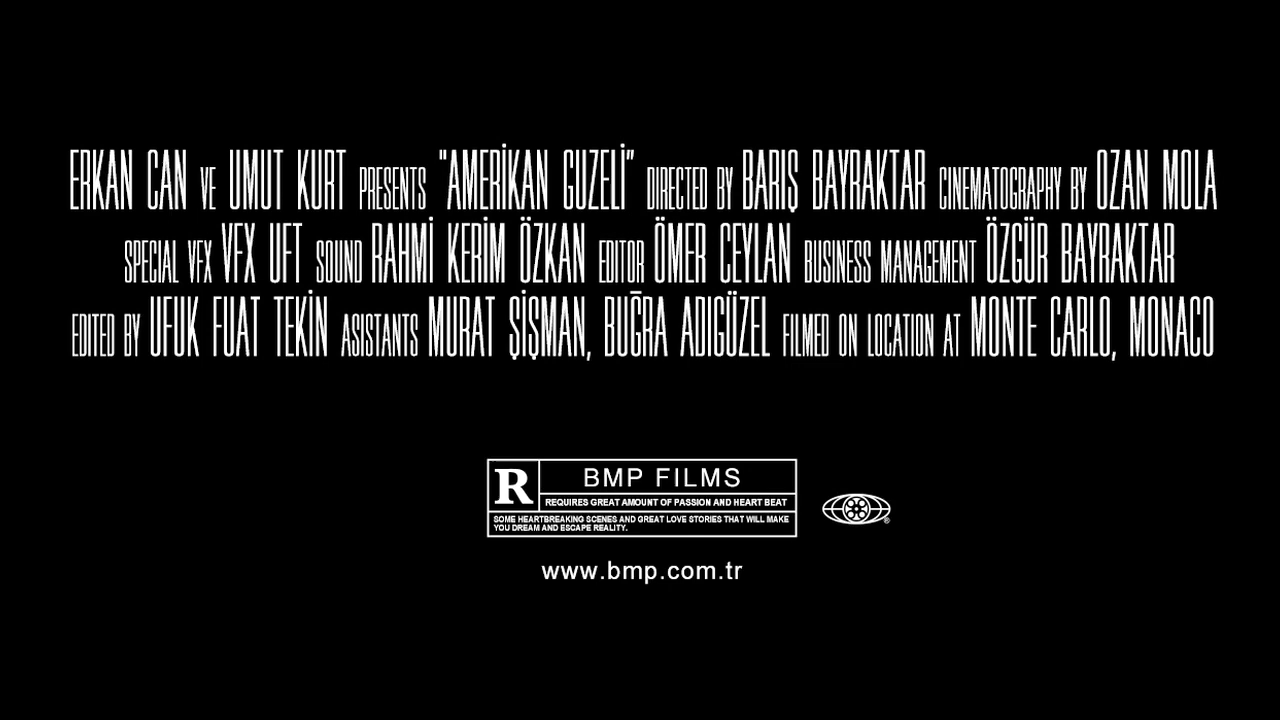 ERKAN CAN VE UMUT KURT PRESENTS "AMERİKAN GUZELİ" DIRECTED BY BARIŞ BAYRAKTAR CINEMATOGRAPHY BY OZAN MOLA
SPECIAL VFX VFX UFT SOUND RAHMİ KERİM ÖZKAN EDITOR ÖMER CEYLAN BUSINESS MANAGEMENT ÖZGÜR BAYRAKTAR
EDITED BY UFUK FUAT TEKİN ASISTANTS MURAT ŞİŞMAN, BUĞRA ADIGÜZEL FILMED ON LOCATION AT MONTE CARLO, MONACO
R BMP FILMS
REQUIRES GREAT AMOUNT OF PASSION AND HEART BEAT
SOME HEARTBREAKING SCENES AND GREAT LOVE STORIES THAT WILL MAKE
YOU DREAM AND ESCAPE REALITY.
®
www.bmp.com.tr